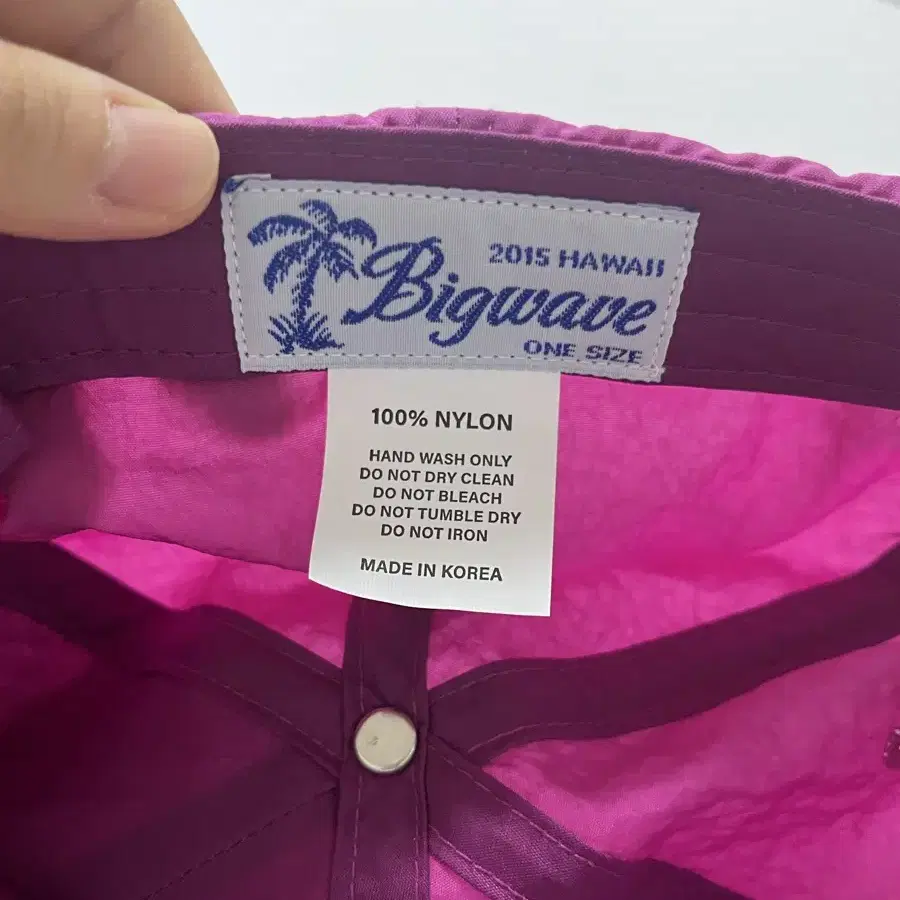 2015 HAWAII
Bigwave
ONE SIZE
100% NYLON
HAND WASH ONLY
DO NOT DRY CLEAN
DO NOT BLEACH
DO NOT TUMBLE DRY
DO NOT IRON
MADE IN KOREA